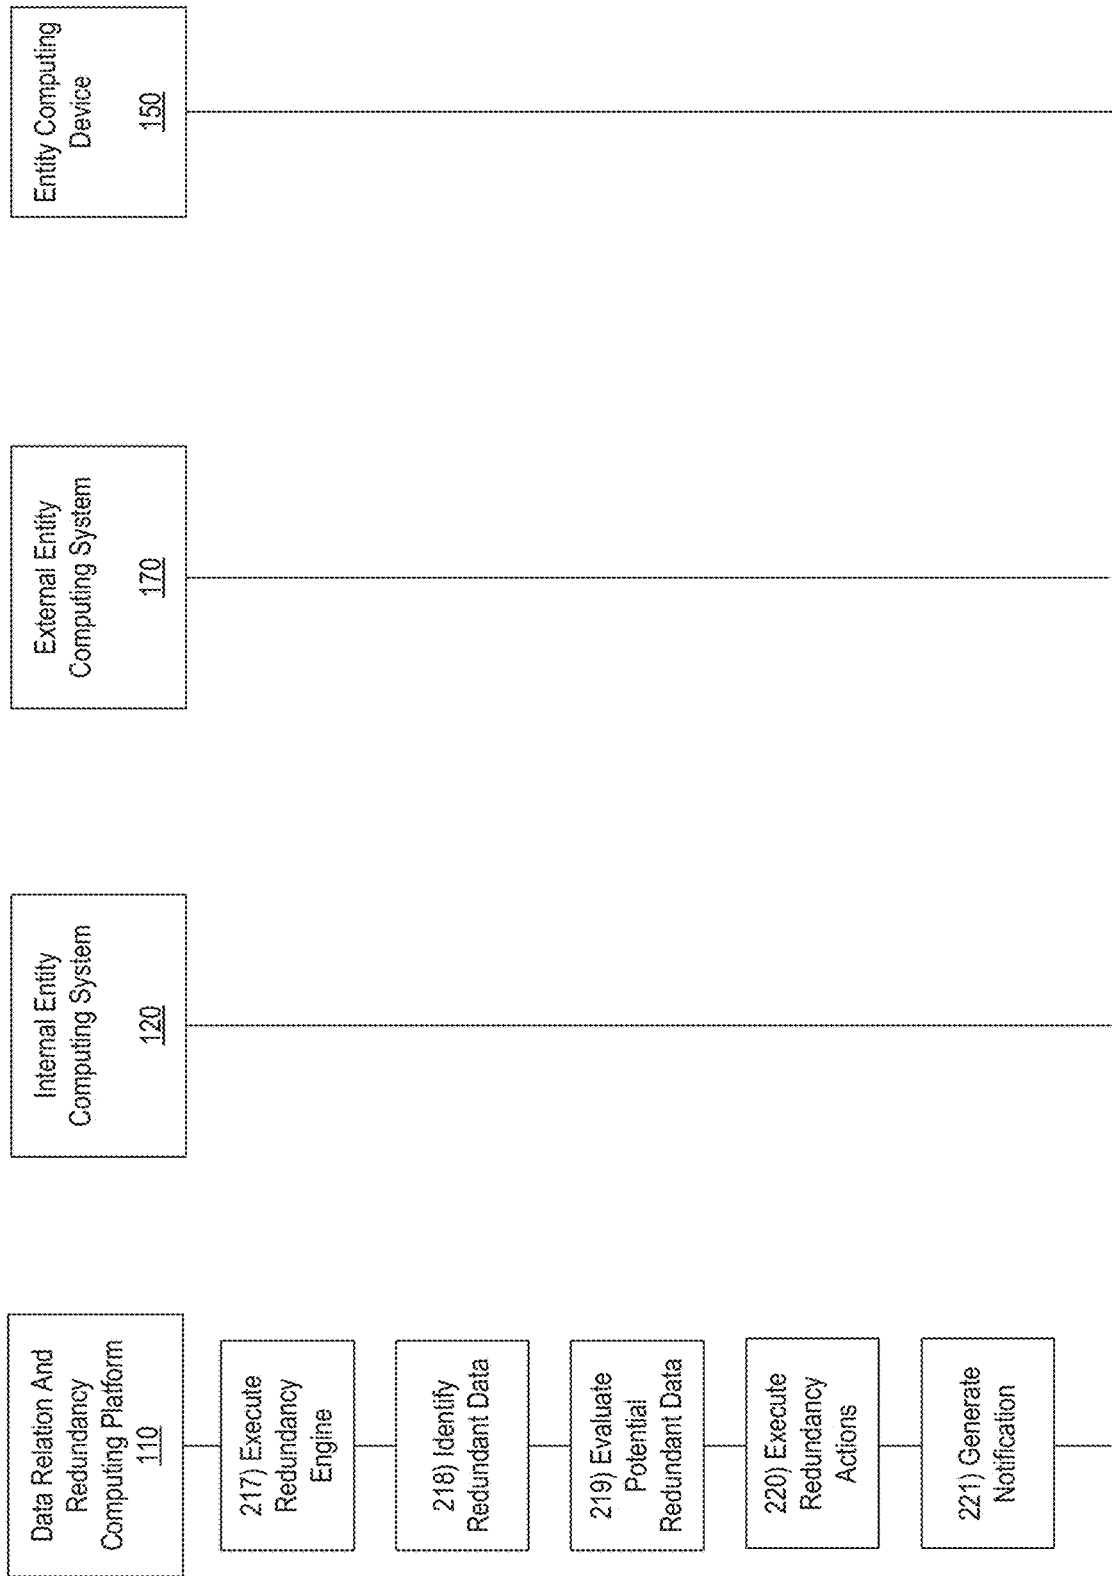 Data Relation And
Redundancy
Computing Platform
110
Internal Entity
Computing System
120
External Entity
Computing System
170
Entity Computing
Device
150
217) Execute
Redundancy
Engine
218) Identify
Redundant Data
219) Evaluate
Potential
Redundant Data
220) Execute
Redundancy
Actions
221) Generate
Notification